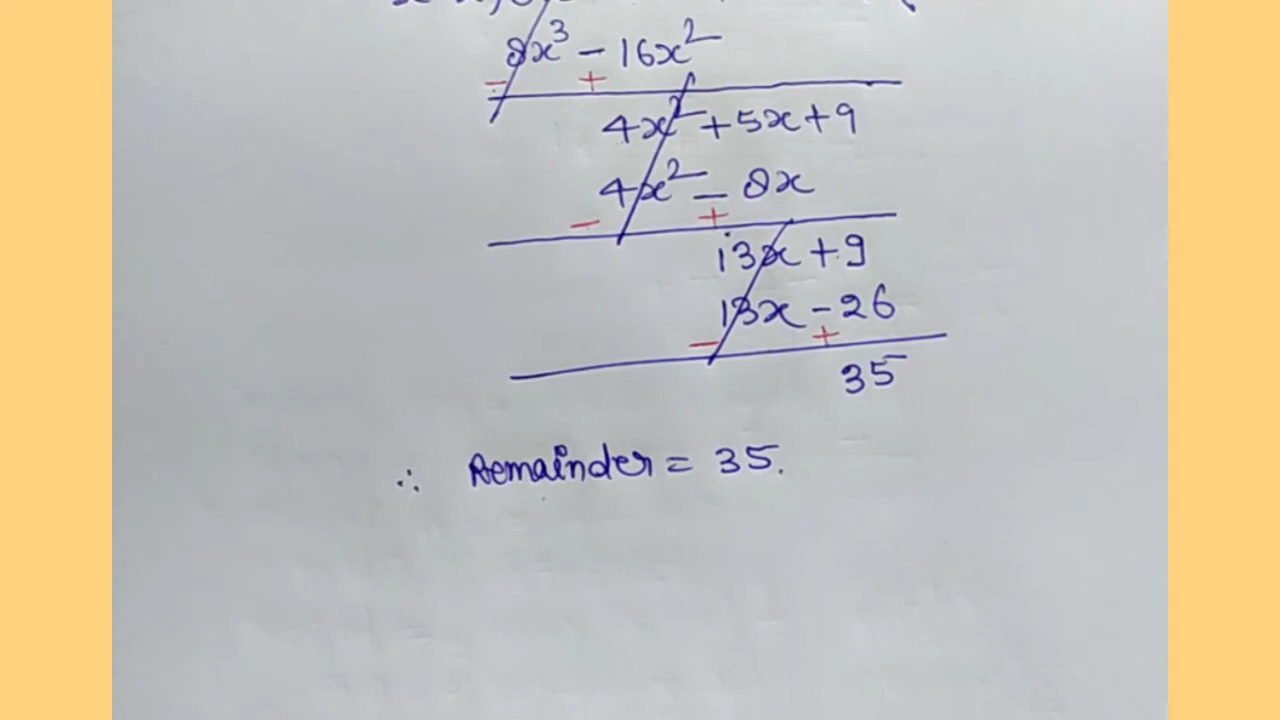 8x³ - 16x²
- +
4x² + 5x + 9
4x² - 8x
- +
13x + 9
13x - 26
- +
35
∴ Remainder = 35.